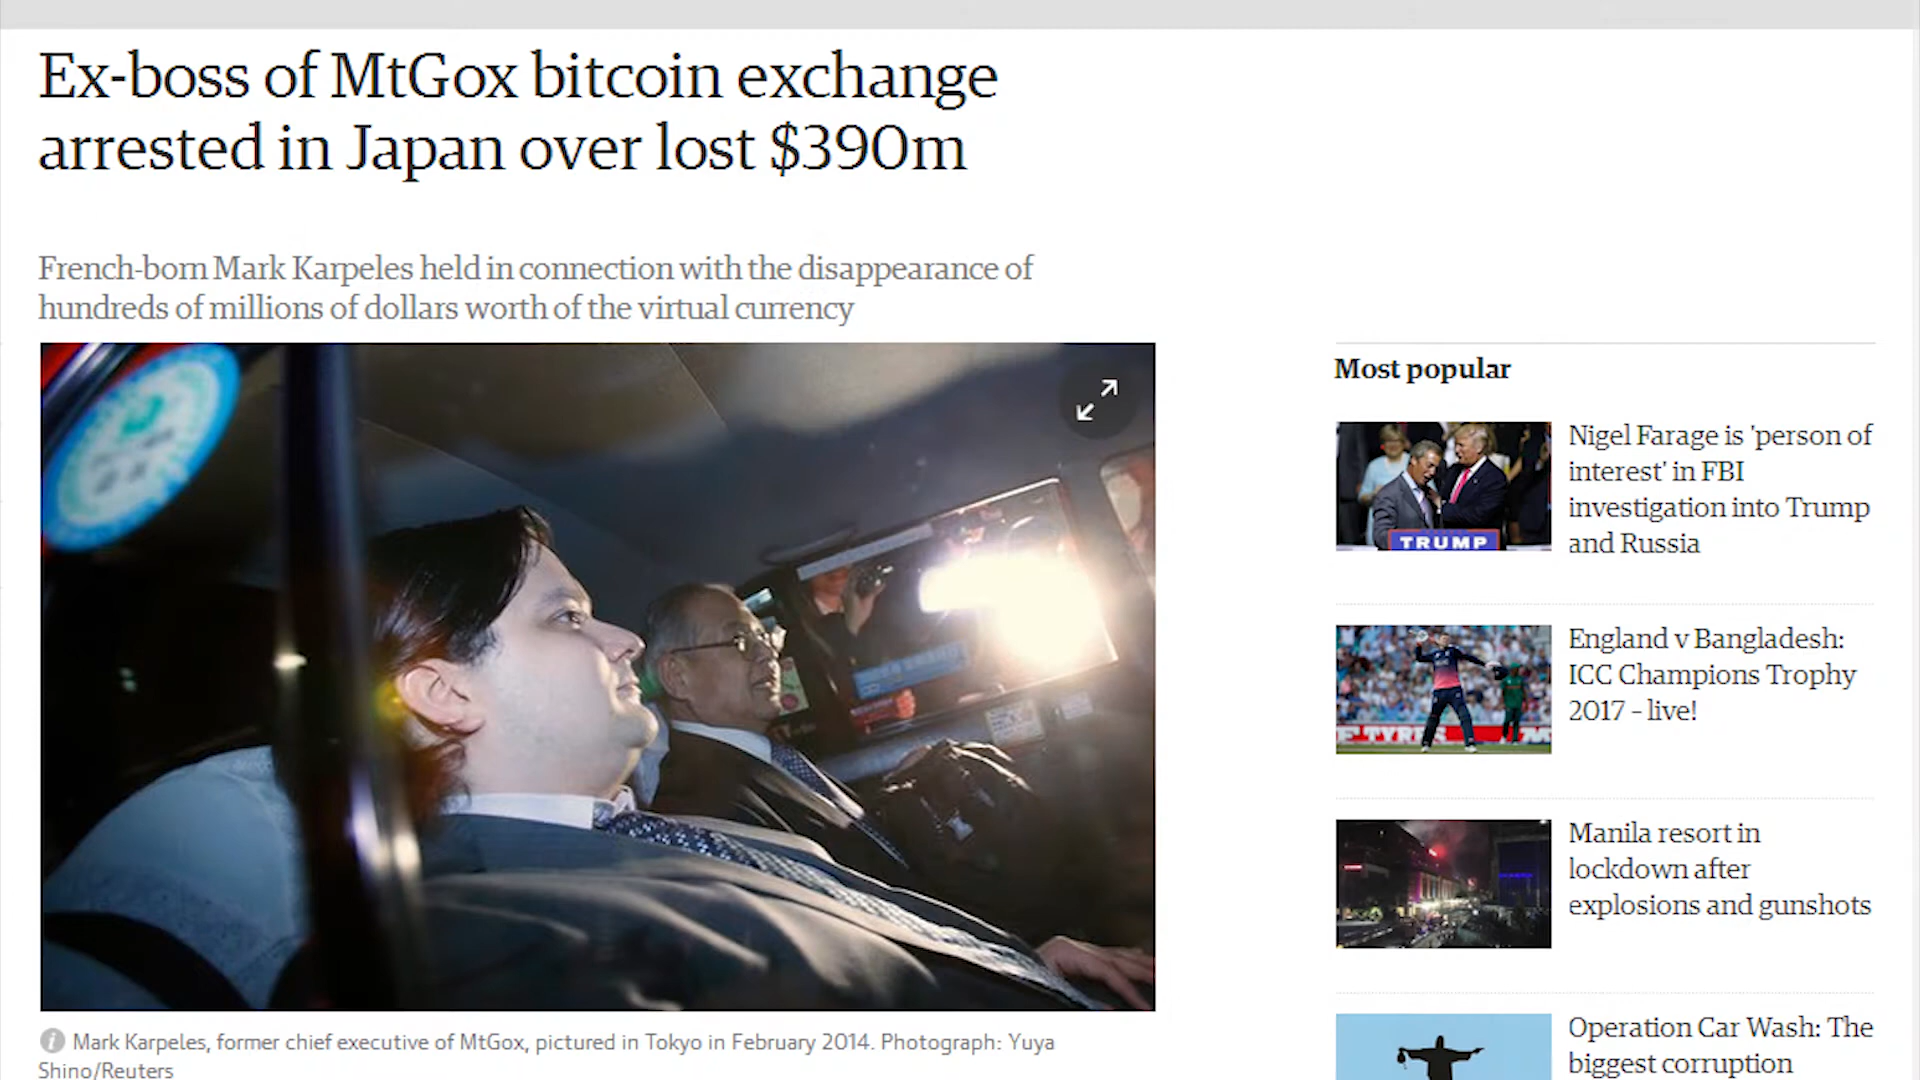 Ex-boss of MtGox bitcoin exchange
arrested in Japan over lost $390m
French-born Mark Karpeles held in connection with the disappearance of
hundreds of millions of dollars worth of the virtual currency
Mark Karpeles, former chief executive of MtGox, pictured in Tokyo in February 2014. Photograph: Yuya
Shino/Reuters
Most popular
TRUMP
Nigel Farage is 'person of
interest' in FBI
investigation into Trump
and Russia
England v Bangladesh:
ICC Champions Trophy
2017 – live!
Manila resort in
lockdown after
explosions and gunshots
Operation Car Wash: The
biggest corruption